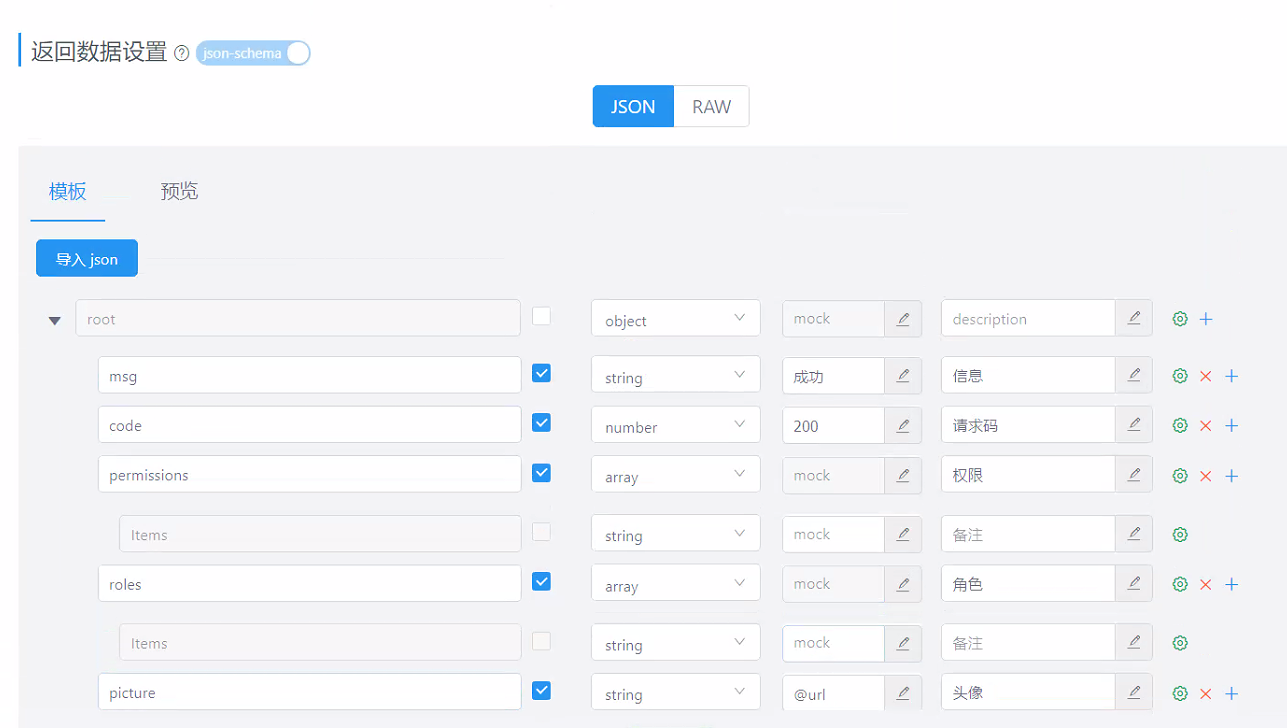 返回数据设置 ? json-schema
JSON RAW
模板 预览
导入 json
root object mock description
msg string 成功 信息
code number 200 请求码
permissions array mock 权限
Items string mock 备注
roles array mock 角色
Items string mock 备注
picture string @url 头像